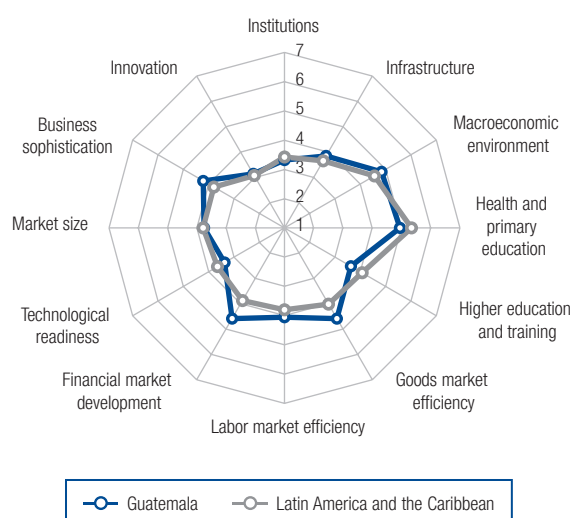 Institutions
7
6
5
4
3
2
1
Infrastructure
Macroeconomic
environment
Health and
primary
education
Higher education
and training
Goods market
efficiency
Labor market efficiency
Financial market
development
Technological
readiness
Market size
Business
sophistication
Innovation
Guatemala
Latin America and the Caribbean